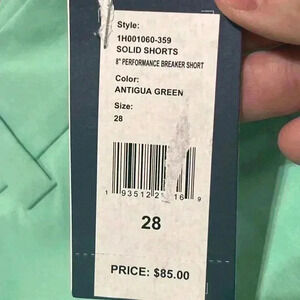 Style:
1H001060-359
SOLID SHORTS
8" PERFORMANCE BREAKER SHORT
Color:
ANTIGUA GREEN
Size:
28
28
PRICE: $85.00